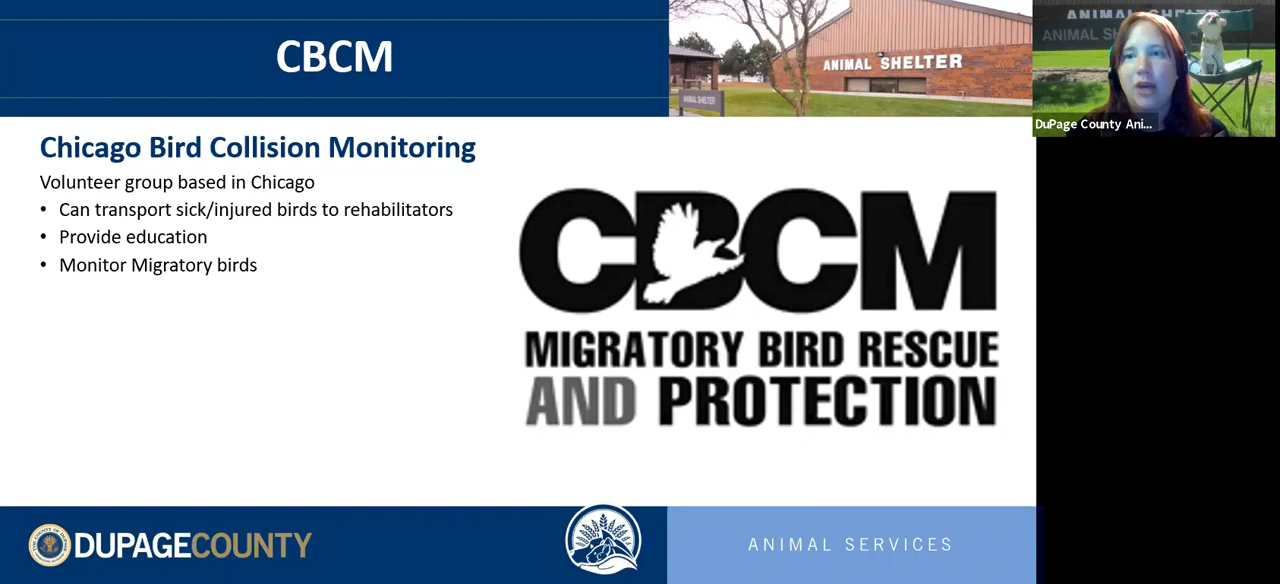 CBCM
ANIMAL SHELTER
ANIMAL SHELTER
ANIMAL SHELTER
ANIMAL SH
DuPage County Ani...
Chicago Bird Collision Monitoring
Volunteer group based in Chicago
• Can transport sick/injured birds to rehabilitators
• Provide education
• Monitor Migratory birds
CBCM
MIGRATORY BIRD RESCUE
AND PROTECTION
DUPAGECOUNTY
ANIMAL SERVICES